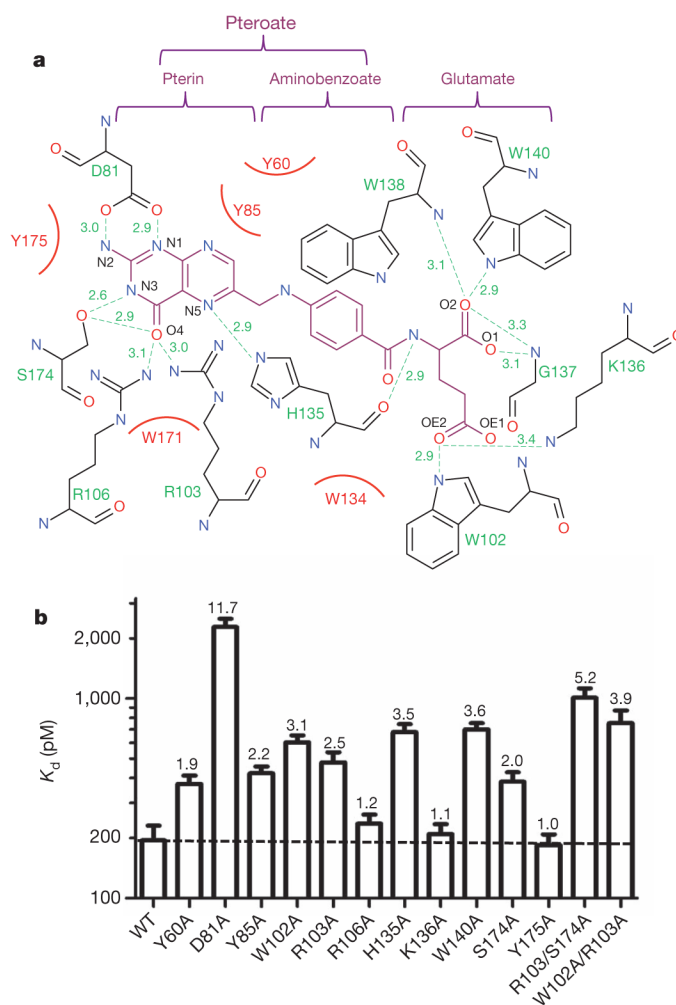 Pteroate
a
Pterin Aminobenzoate Glutamate
N
O
D81
O O
3.0 2.9
N2 N N N1 N
N3 N N5 N
Y175
Y60
Y85
W138
O
N
N
3.1
O
W140
N
N
2.9
O2 O
3.3
O1 O
3.1
N
G137
O
K136
N
O
N
2.6
2.9
O O O4
3.1 3.0
N
S174
O
2.9
N N
N
N N
N
N
N
H135
O
N
2.9
O
N
W171
R106
N
O
R103
N
O
W134
OE2 OE1
O O
3.4
2.9
N
N
O
W102
b
Kd (pM)
2,000
1,000
200
100
11.7
1.9
2.2
3.1
2.5
1.2
3.5
1.1
3.6
2.0
1.0
5.2
3.9
WT
Y60A
D81A
Y85A
W102A
R103A
R106A
H135A
K136A
W140A
S174A
Y175A
R103/S174A
W102A/R103A